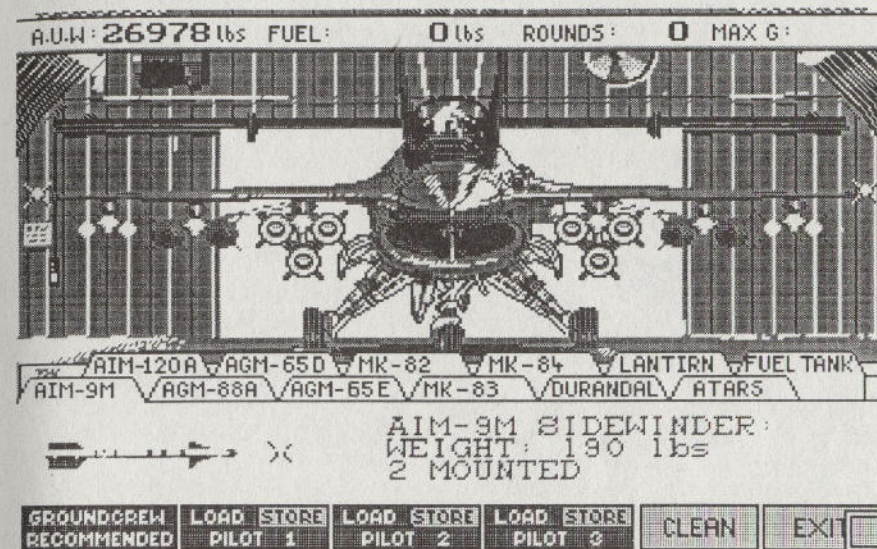 A.U.W: 26978 lbs FUEL: 0 lbs ROUNDS: 0 MAX G:
AIM-120A AGM-65D MK-82 MK-84 LANTIRN FUEL TANK
AIM-9M AGM-88A AGM-65E MK-83 DURANDAL ATARS
AIM-9M SIDEWINDER:
WEIGHT: 190 lbs
2 MOUNTED
GROUNDCREW RECOMMENDED
LOAD STORE PILOT 1
LOAD STORE PILOT 2
LOAD STORE PILOT 3
CLEAN
EXIT